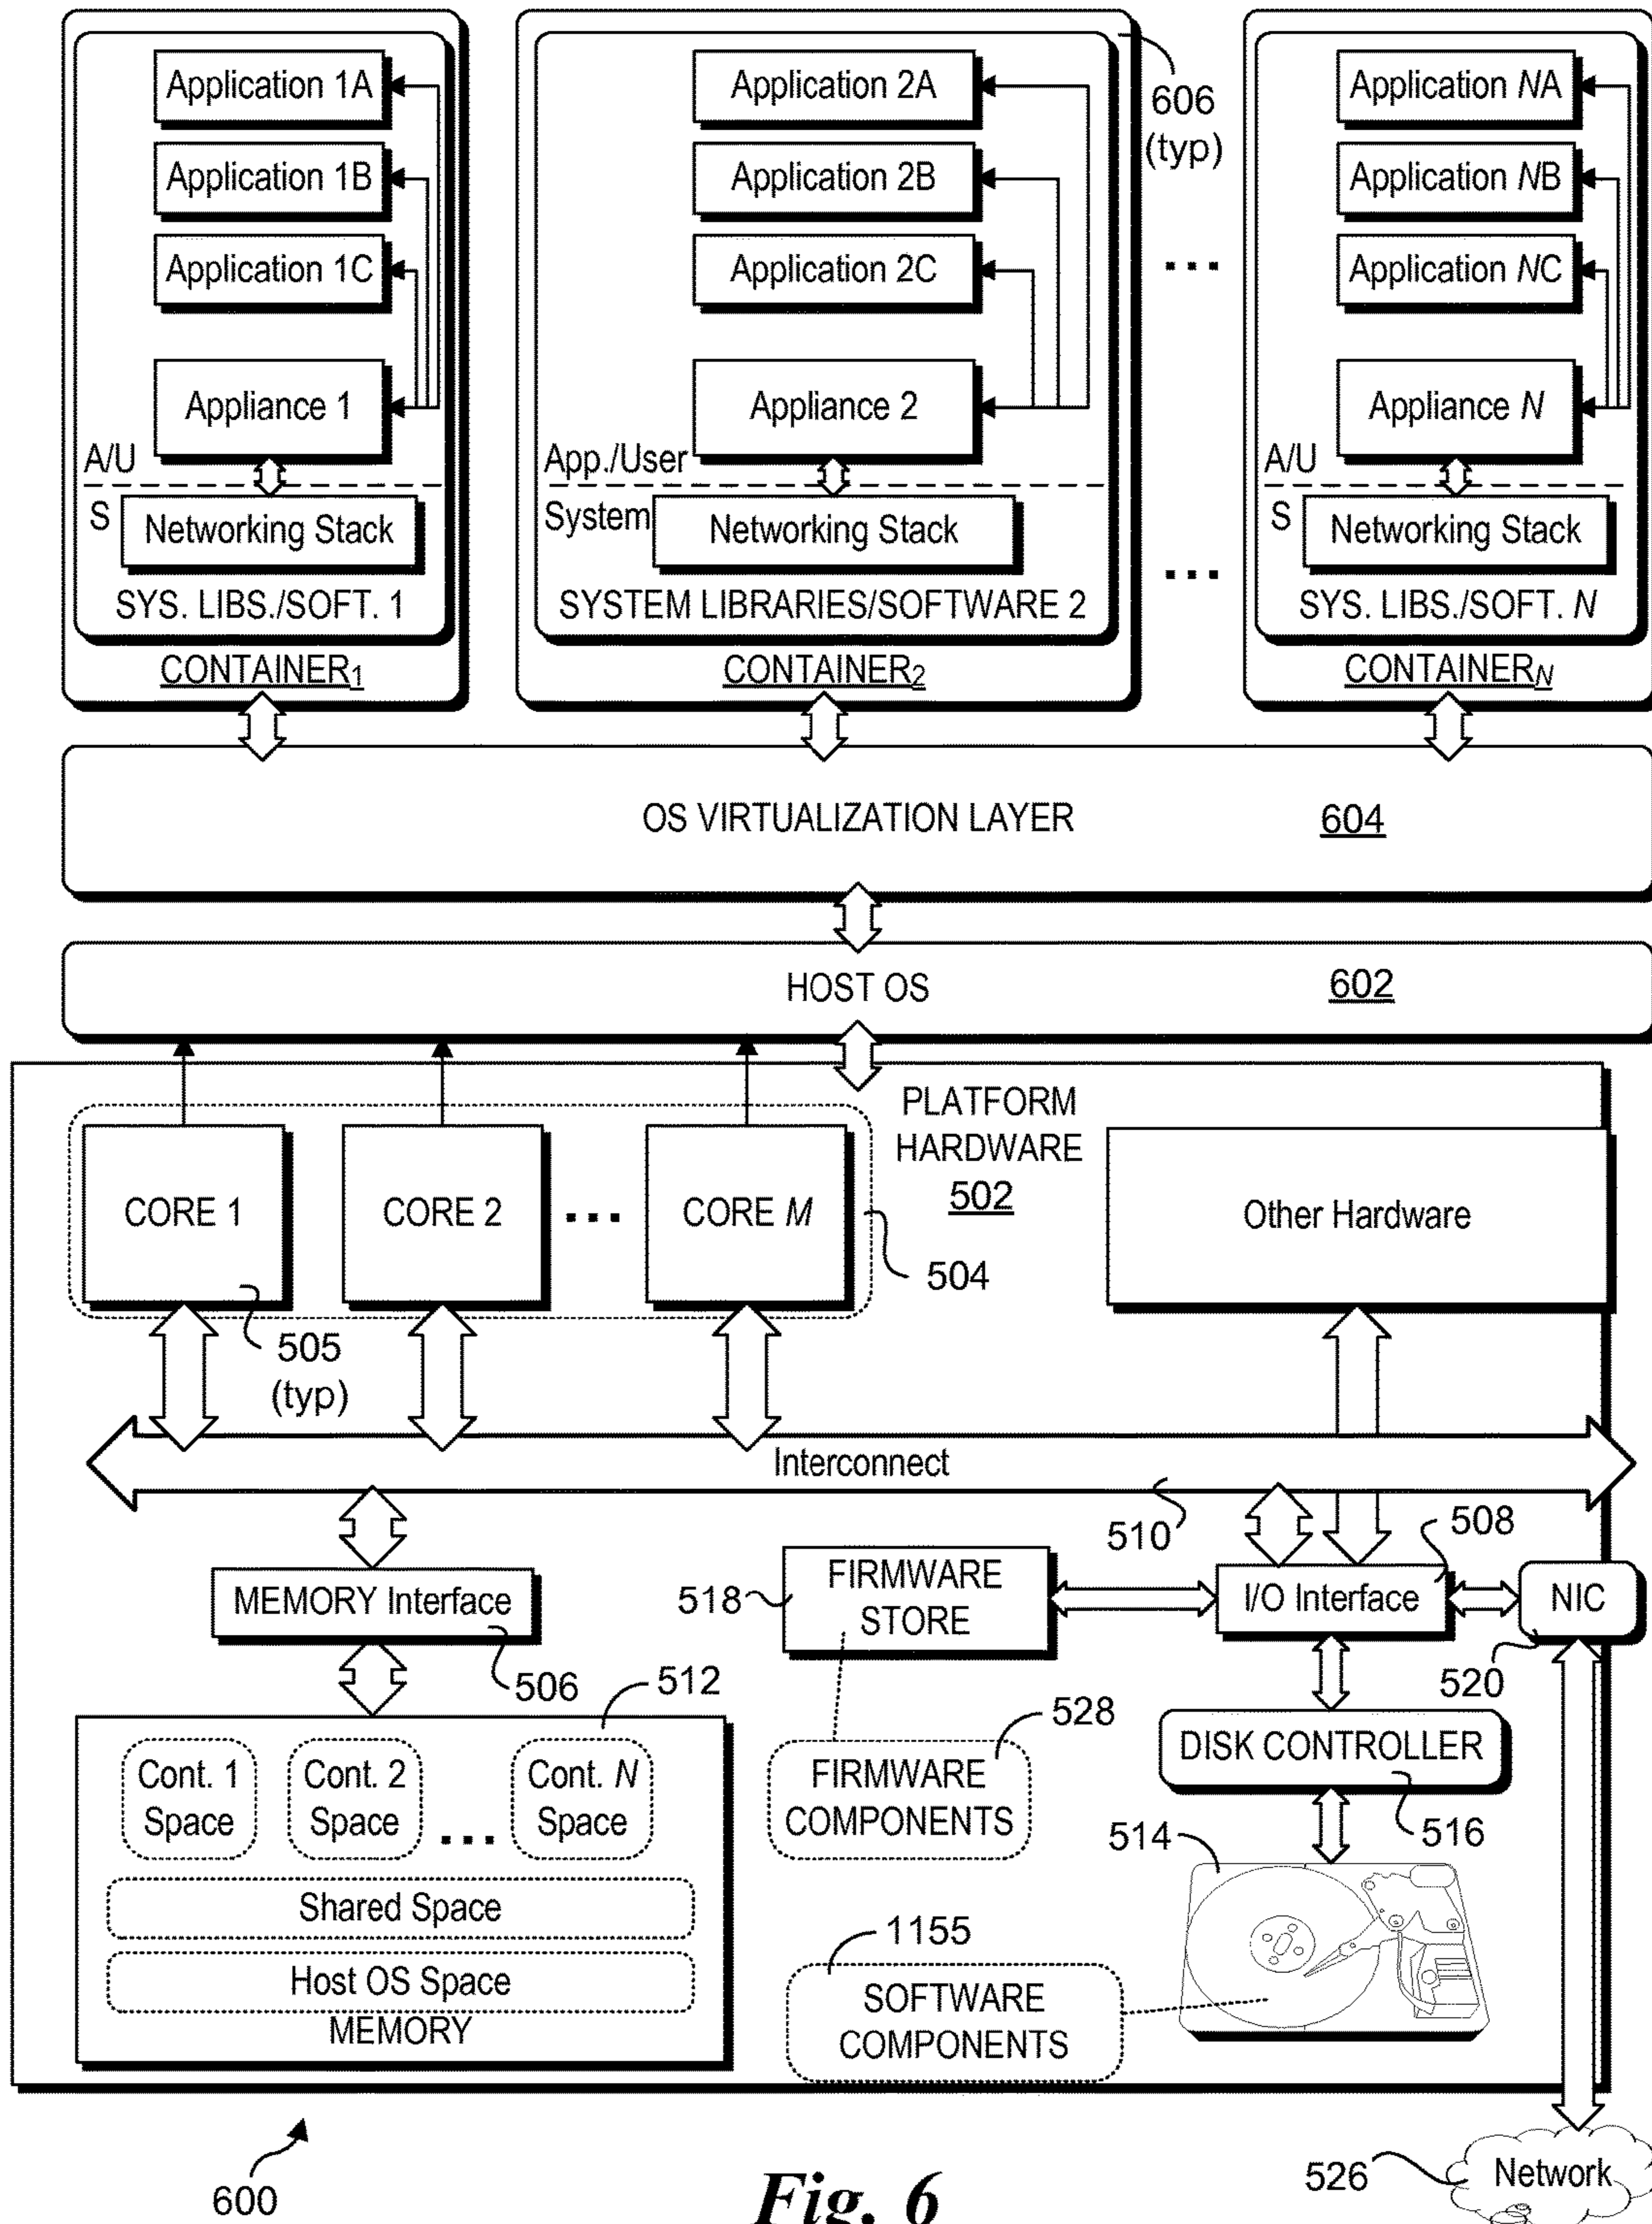 Application 1A
Application 1B
Application 1C
Appliance 1
A/U
S
Networking Stack
SYS. LIBS./SOFT. 1
CONTAINER1
Application 2A
Application 2B
Application 2C
Appliance 2
App./User
System
Networking Stack
SYSTEM LIBRARIES/SOFTWARE 2
CONTAINER2
606
(typ)
...
...
Application NA
Application NB
Application NC
Appliance N
A/U
S
Networking Stack
SYS. LIBS./SOFT. N
CONTAINERN
OS VIRTUALIZATION LAYER 604
HOST OS 602
PLATFORM
HARDWARE
502
CORE 1
CORE 2
...
CORE M
504
505
(typ)
Other Hardware
Interconnect
510
508
MEMORY Interface
506
518
FIRMWARE
STORE
I/O Interface
NIC
520
512
Cont. 1
Space
Cont. 2
Space
...
Cont. N
Space
Shared Space
Host OS Space
MEMORY
528
FIRMWARE
COMPONENTS
DISK CONTROLLER
516
514
1155
SOFTWARE
COMPONENTS
600
Fig. 6
526
Network